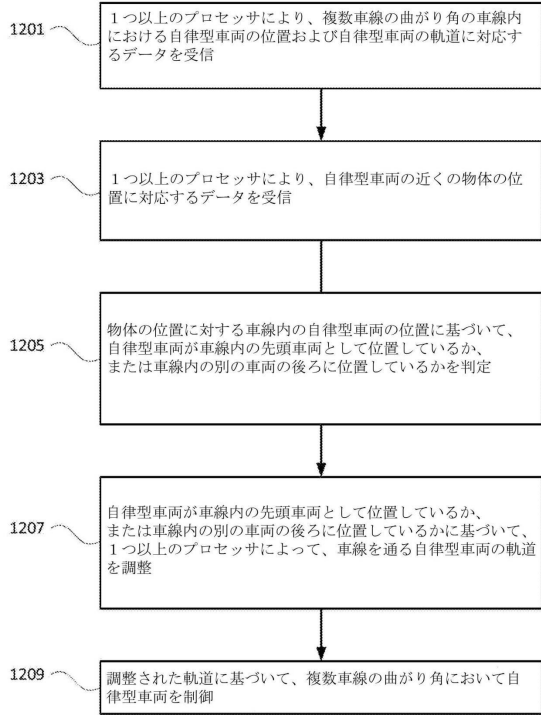 1201
１つ以上のプロセッサにより、複数車線の曲がり角の車線内
における自律型車両の位置および自律型車両の軌道に対応す
るデータを受信
1203
１つ以上のプロセッサにより、自律型車両の近くの物体の位
置に対応するデータを受信
1205
物体の位置に対する車線内の自律型車両の位置に基づいて、
自律型車両が車線内の先頭車両として位置しているか、
または車線内の別の車両の後ろに位置しているかを判定
1207
自律型車両が車線内の先頭車両として位置しているか、
または車線内の別の車両の後ろに位置しているかに基づいて、
１つ以上のプロセッサによって、車線を通る自律型車両の軌道
を調整
1209
調整された軌道に基づいて、複数車線の曲がり角において自
律型車両を制御